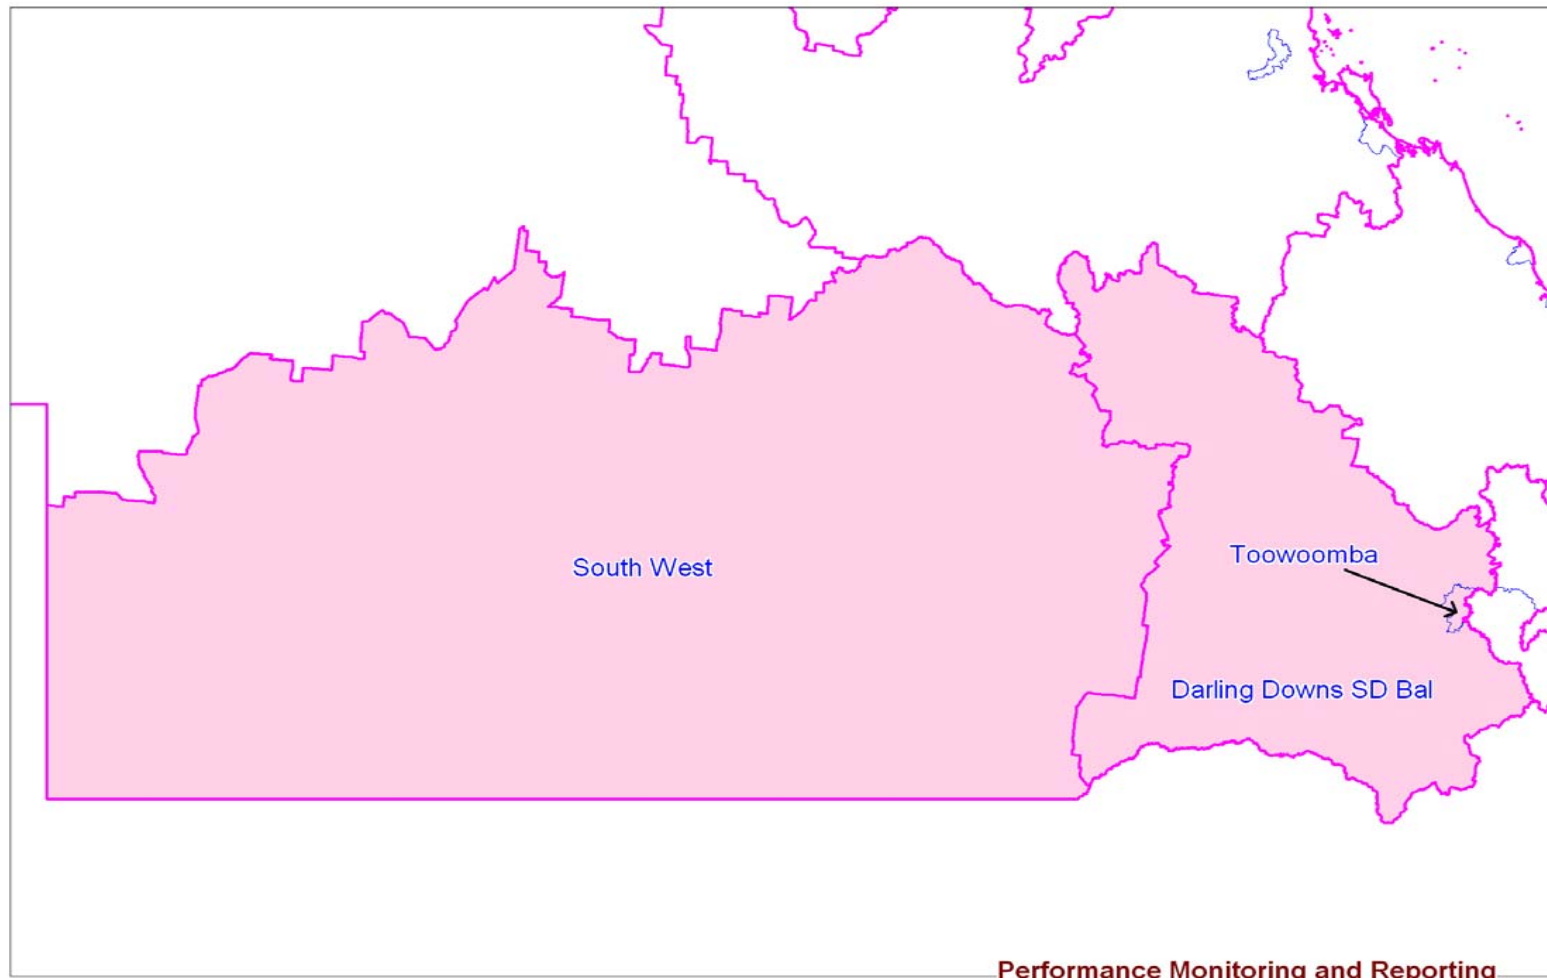 Toowoomba
South West
Darling Downs SD Bal
Performance Monitoring and Reporting